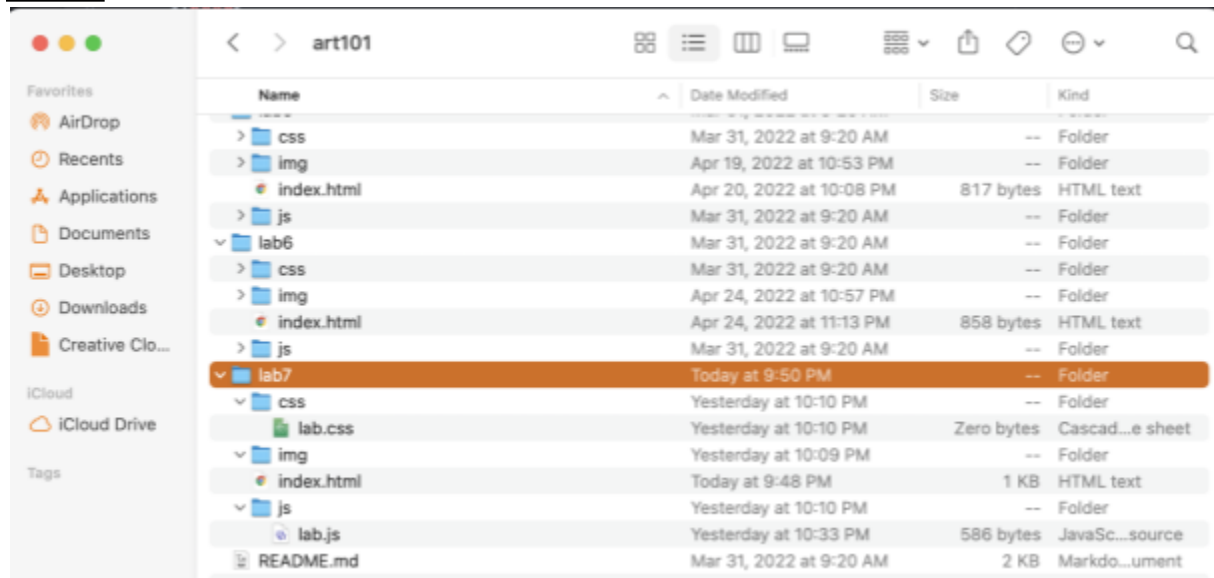 art101
Favorites
AirDrop
Recents
Applications
Documents
Desktop
Downloads
Creative Clo...
iCloud
iCloud Drive
Tags
Name Date Modified Size Kind
css Mar 31, 2022 at 9:20 AM -- Folder
img Apr 19, 2022 at 10:53 PM -- Folder
index.html Apr 20, 2022 at 10:08 PM 817 bytes HTML text
js Mar 31, 2022 at 9:20 AM -- Folder
lab6 Mar 31, 2022 at 9:20 AM -- Folder
css Mar 31, 2022 at 9:20 AM -- Folder
img Apr 24, 2022 at 10:57 PM -- Folder
index.html Apr 24, 2022 at 11:13 PM 858 bytes HTML text
js Mar 31, 2022 at 9:20 AM -- Folder
lab7 Today at 9:50 PM -- Folder
css Yesterday at 10:10 PM -- Folder
lab.css Yesterday at 10:10 PM Zero bytes Cascad...e sheet
img Yesterday at 10:09 PM -- Folder
index.html Today at 9:48 PM 1 KB HTML text
js Yesterday at 10:10 PM -- Folder
lab.js Yesterday at 10:33 PM 586 bytes JavaSc...source
README.md Mar 31, 2022 at 9:20 AM 2 KB Markdo...ument